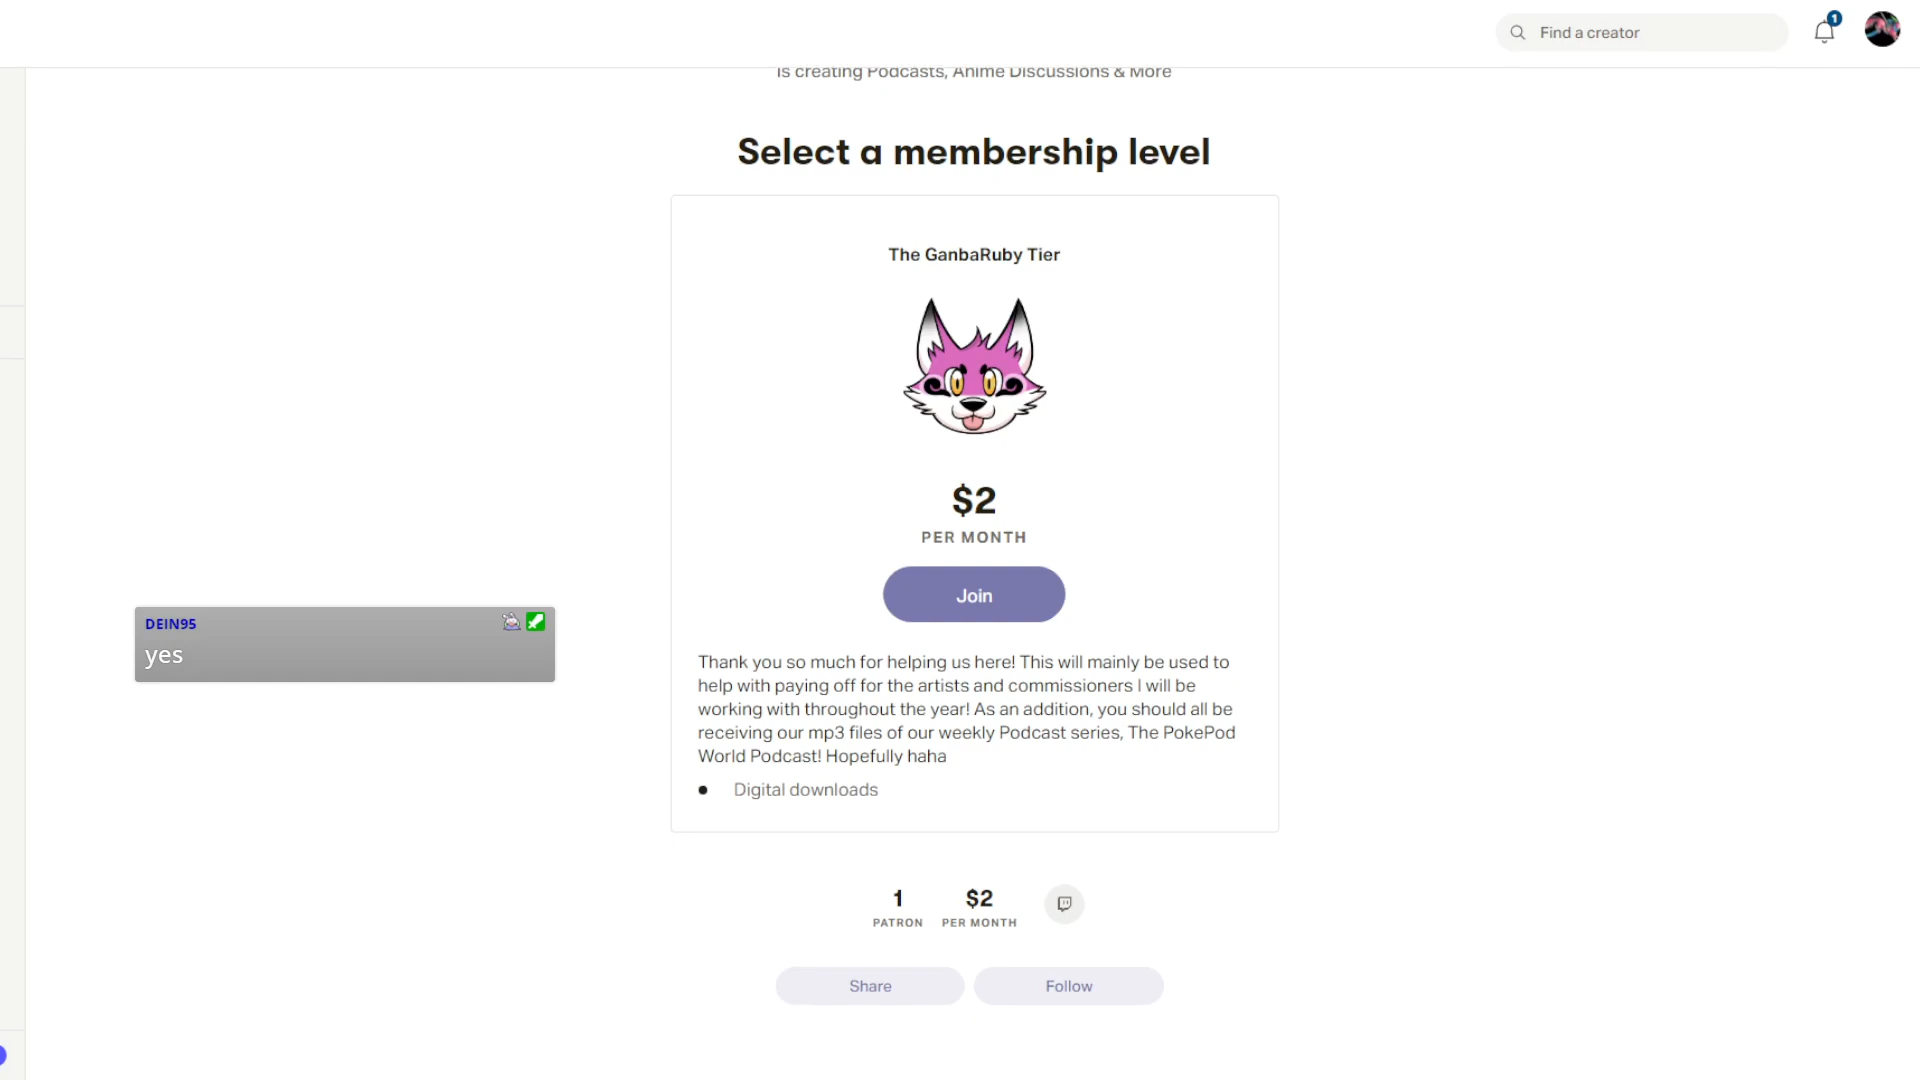 Find a creator
1
is creating Podcasts, Anime Discussions & More
Select a membership level
The GanbaRuby Tier
$2
PER MONTH
Join
DEIN95
yes
Thank you so much for helping us here! This will mainly be used to
help with paying off for the artists and commissioners I will be
working with throughout the year! As an addition, you should all be
receiving our mp3 files of our weekly Podcast series, The PokePod
World Podcast! Hopefully haha
Digital downloads
1
PATRON
$2
PER MONTH
Share
Follow